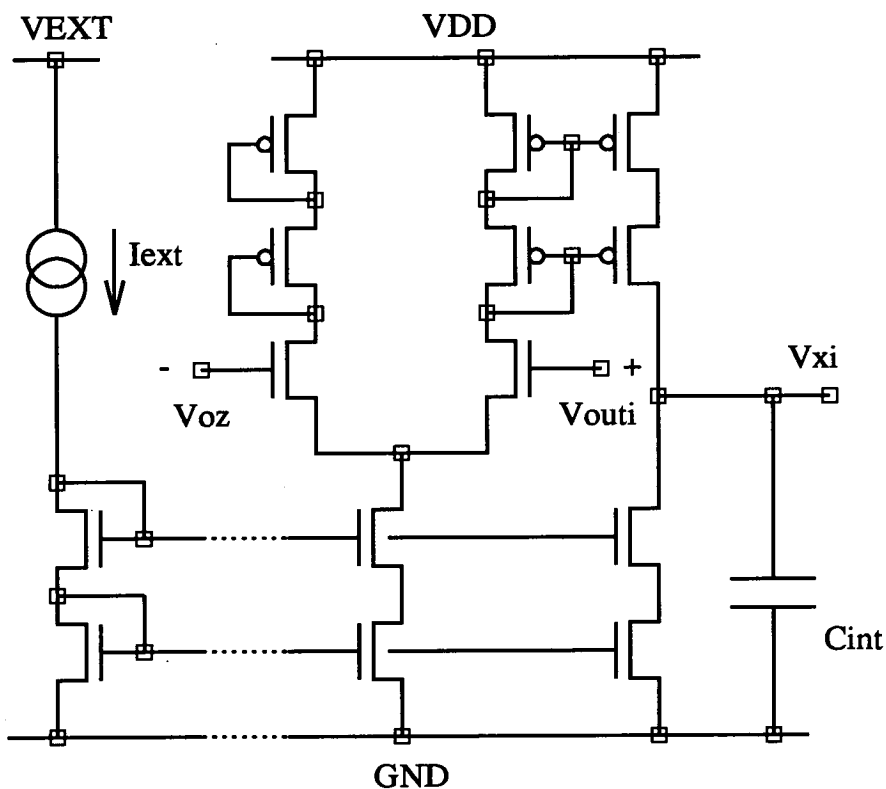 VEXT
VDD
Iext
-
+
Voz
Vouti
Vxi
Cint
GND